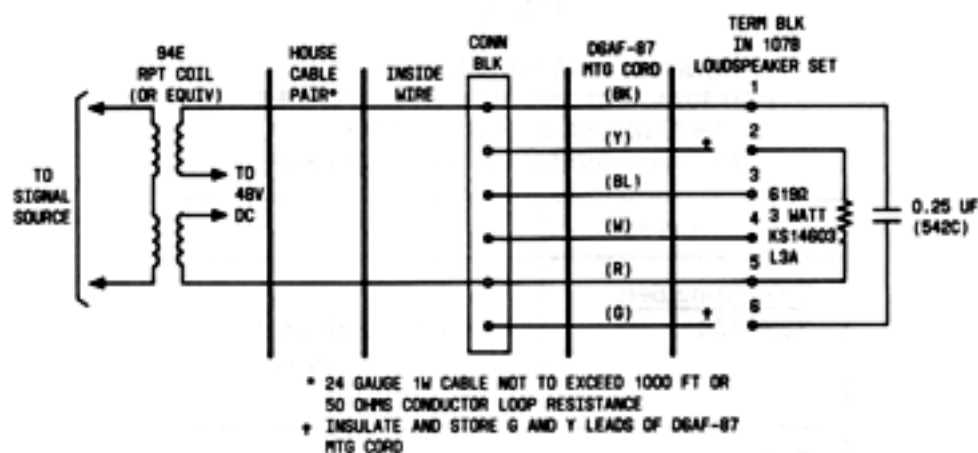 94E
RPT COIL
(OR EQUIV)
HOUSE
CABLE
PAIR*
INSIDE
WIRE
CONN
BLK
D6AF-87
MTG CORD
TERM BLK
IN 107B
LOUDSPEAKER SET
TO
SIGNAL
SOURCE
TO
48V
DC
(BK)
(Y)
(BL)
(W)
(R)
(G)
†
†
1
2
3
4
5
6
619Ω
3 WATT
KS14603
L3A
0.25 UF
(542C)
* 24 GAUGE IW CABLE NOT TO EXCEED 1000 FT OR
50 OHMS CONDUCTOR LOOP RESISTANCE
† INSULATE AND STORE G AND Y LEADS OF D6AF-87
MTG CORD